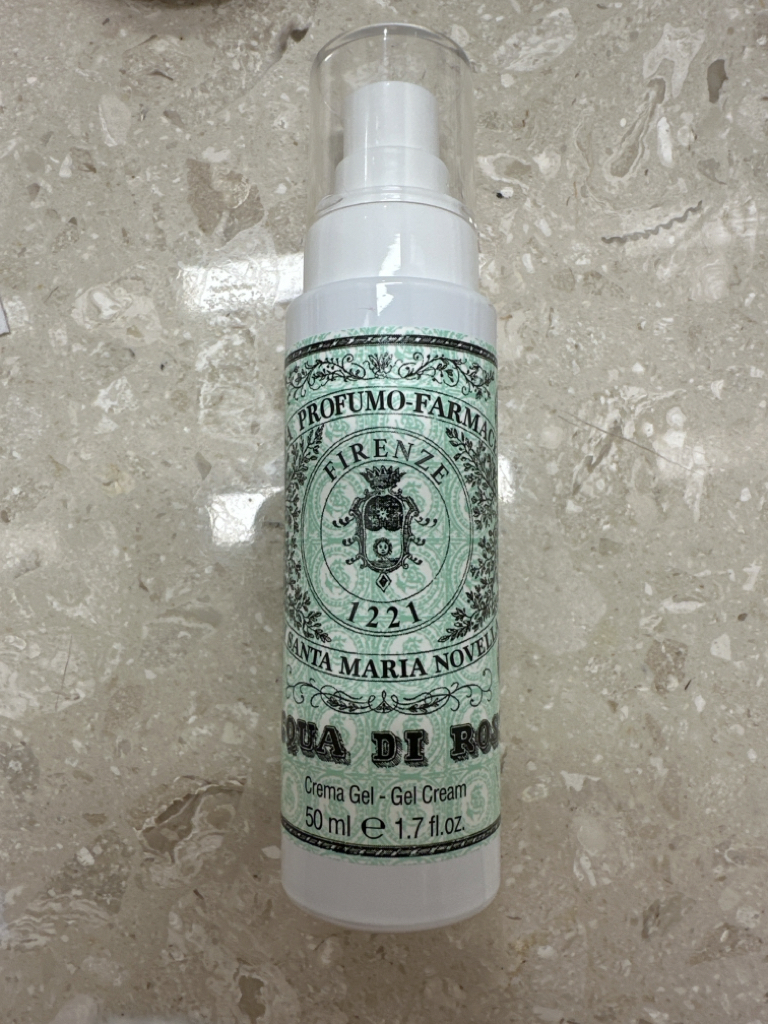 PROFUMO-FARMAC
FIRENZE
1221
SANTA MARIA NOVELL
QUA DI ROS
Crema Gel - Gel Cream
50 ml ℮ 1.7 fl.oz.